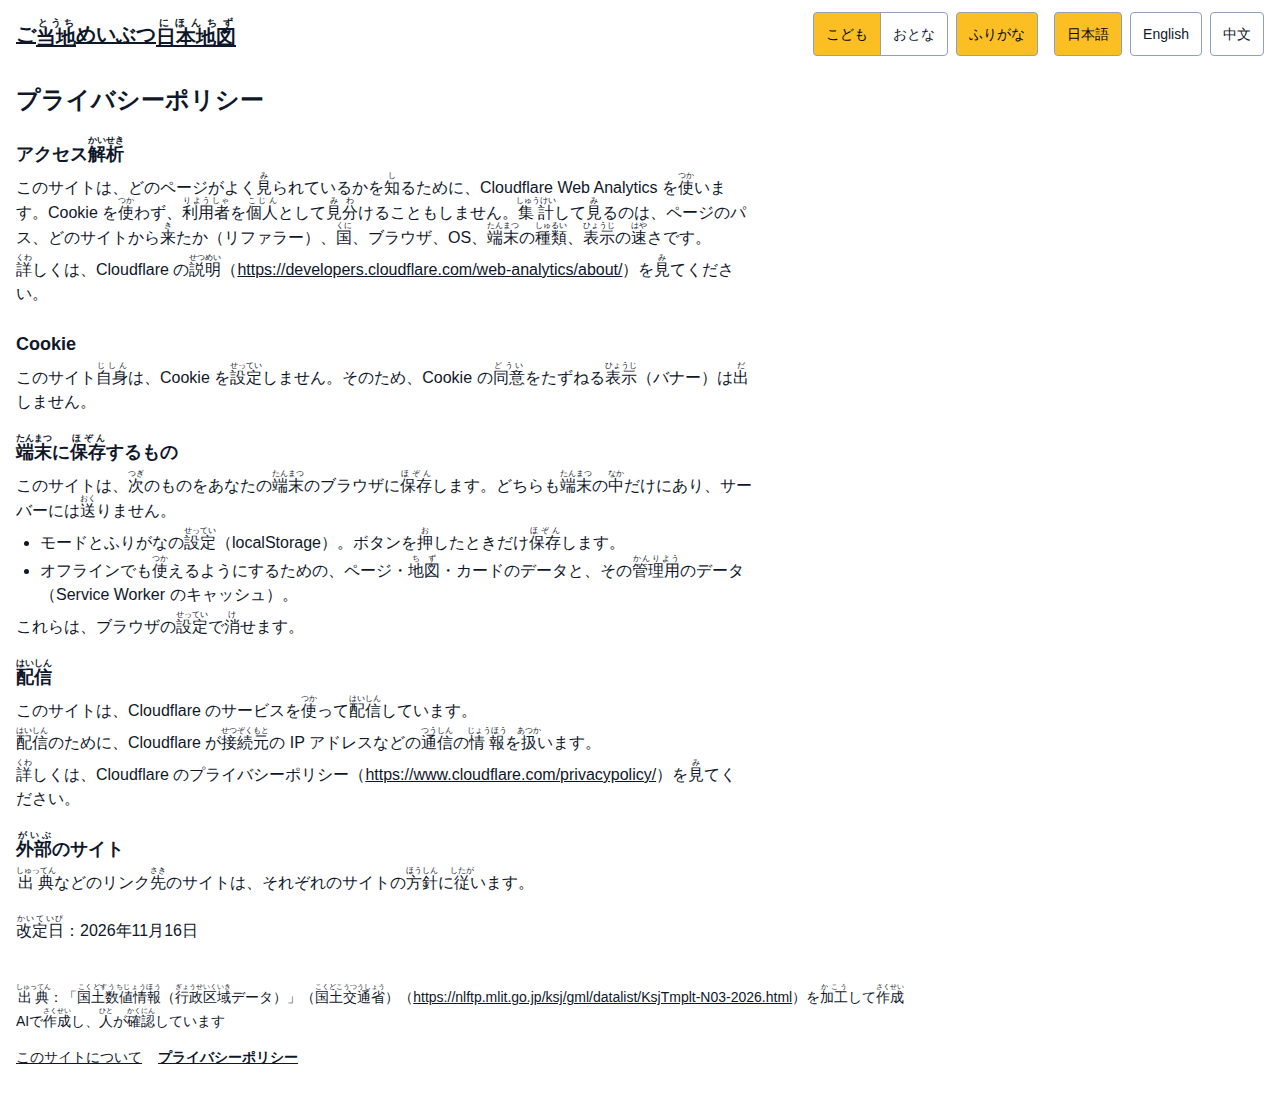 ご当地めいぶつ日本地図
こども おとな ふりがな 日本語 English 中文
プライバシーポリシー
アクセス解析
このサイトは、どのページがよく見られているかを知るために、Cloudflare Web Analytics を使いま
す。Cookie を使わず、利用者を個人として見分けることもしません。集計して見るのは、ページのパ
ス、どのサイトから来たか（リファラー）、国、ブラウザ、OS、端末の種類、表示の速さです。
詳しくは、Cloudflare の説明（https://developers.cloudflare.com/web-analytics/about/）を見てくださ
い。
Cookie
このサイト自身は、Cookie を設定しません。そのため、Cookie の同意をたずねる表示（バナー）は出
しません。
端末に保存するもの
このサイトは、次のものをあなたの端末のブラウザに保存します。どちらも端末の中だけにあり、サー
バーには送りません。
• モードとふりがなの設定（localStorage）。ボタンを押したときだけ保存します。
• オフラインでも使えるようにするための、ページ・地図・カードのデータと、その管理用のデータ
（Service Worker のキャッシュ）。
これらは、ブラウザの設定で消せます。
配信
このサイトは、Cloudflare のサービスを使って配信しています。
配信のために、Cloudflare が接続元の IP アドレスなどの通信の情報を扱います。
詳しくは、Cloudflare のプライバシーポリシー（https://www.cloudflare.com/privacypolicy/）を見てく
ださい。
外部のサイト
出典などのリンク先のサイトは、それぞれのサイトの方針に従います。
改定日：2026年11月16日
出典：「国土数値情報（行政区域データ）」（国土交通省）（https://nlftp.mlit.go.jp/ksj/gml/datalist/KsjTmplt-N03-2026.html）を加工して作成
AIで作成し、人が確認しています
このサイトについて プライバシーポリシー